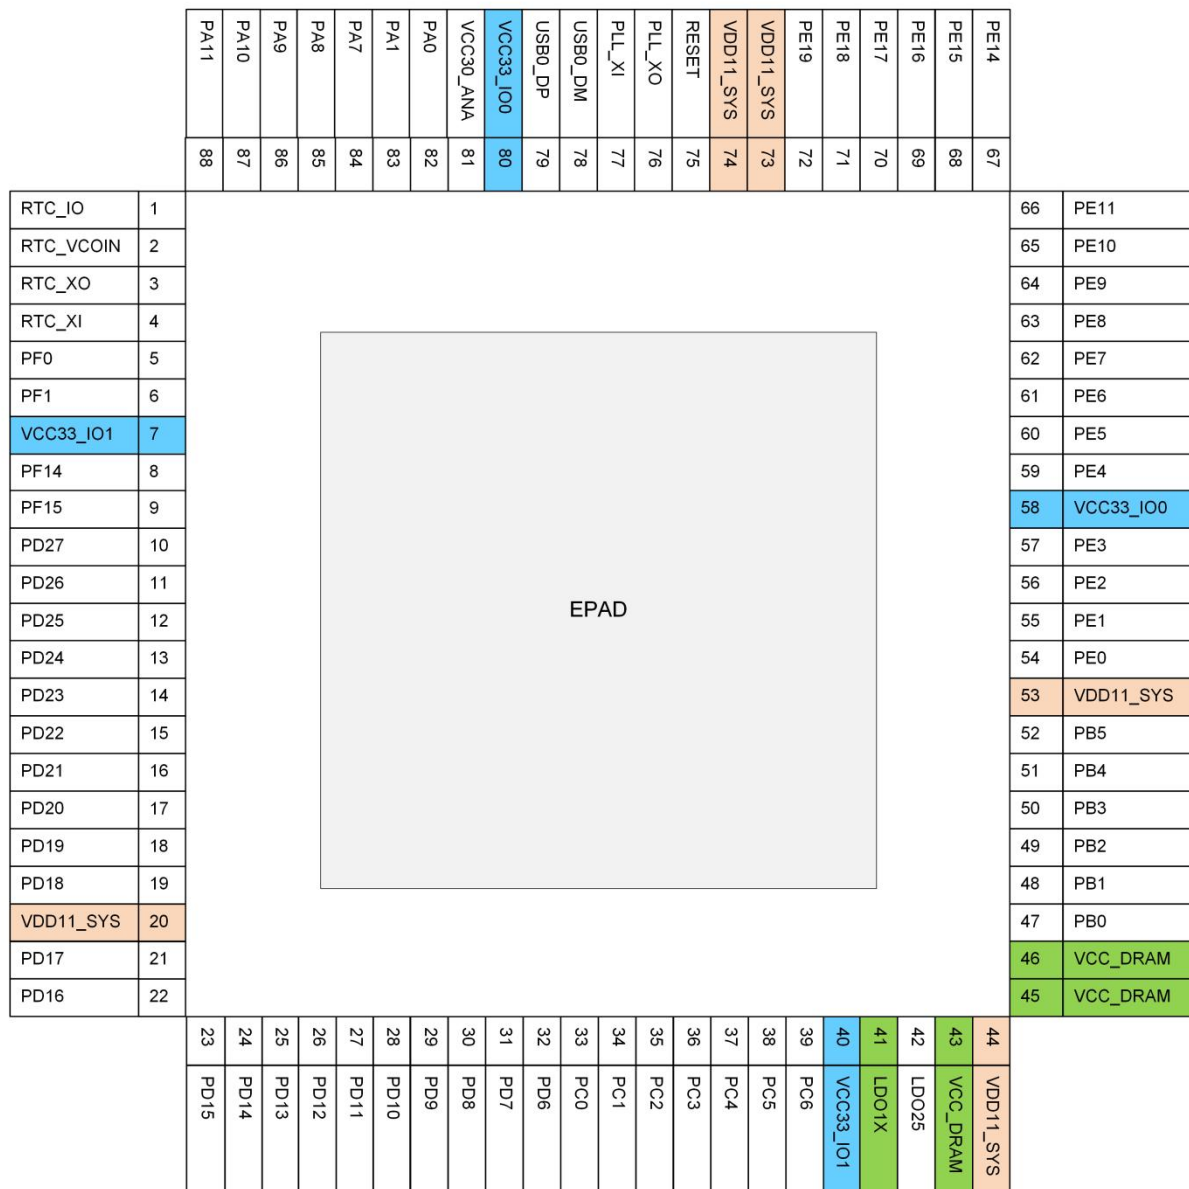 PA11 PA10 PA9 PA8 PA7 PA1 PA0 VCC30_ANA VCC33_IO0 USB0_DP USB0_DM PLL_XI PLL_XO RESET VDD11_SYS VDD11_SYS PE19 PE18 PE17 PE16 PE15 PE14
88 87 86 85 84 83 82 81 80 79 78 77 76 75 74 73 72 71 70 69 68 67
RTC_IO 1 66 PE11
RTC_VCOIN 2 65 PE10
RTC_XO 3 64 PE9
RTC_XI 4 63 PE8
PF0 5 62 PE7
PF1 6 61 PE6
VCC33_IO1 7 60 PE5
PF14 8 59 PE4
PF15 9 58 VCC33_IO0
PD27 10 57 PE3
PD26 11 56 PE2
PD25 12 55 PE1
EPAD
PD24 13 54 PE0
PD23 14 53 VDD11_SYS
PD22 15 52 PB5
PD21 16 51 PB4
PD20 17 50 PB3
PD19 18 49 PB2
PD18 19 48 PB1
VDD11_SYS 20 47 PB0
PD17 21 46 VCC_DRAM
PD16 22 45 VCC_DRAM
23 24 25 26 27 28 29 30 31 32 33 34 35 36 37 38 39 40 41 42 43 44
PD15 PD14 PD13 PD12 PD11 PD10 PD9 PD8 PD7 PD6 PC0 PC1 PC2 PC3 PC4 PC5 PC6 VCC33_IO1 LDO1X LDO25 VCC_DRAM VDD11_SYS